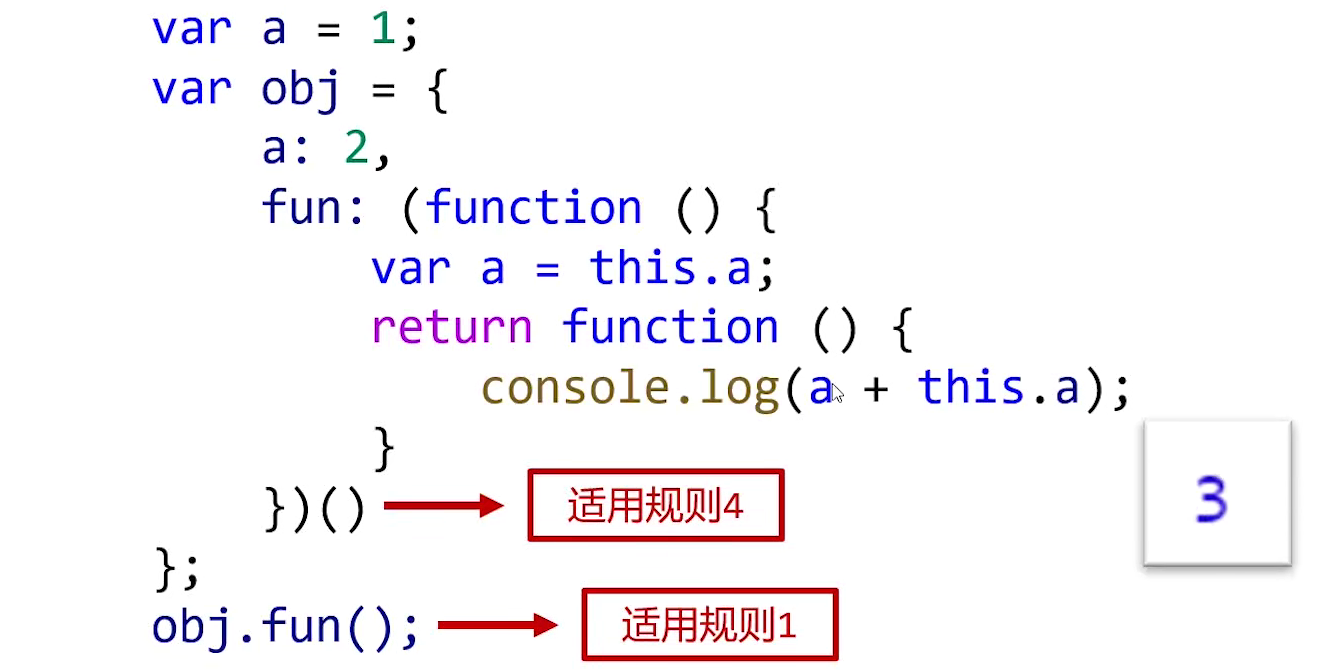 var a = 1;
var obj = {
    a: 2,
    fun: (function () {
        var a = this.a;
        return function () {
            console.log(a + this.a);
        }
    })() 适用规则4
};
obj.fun(); 适用规则1
3